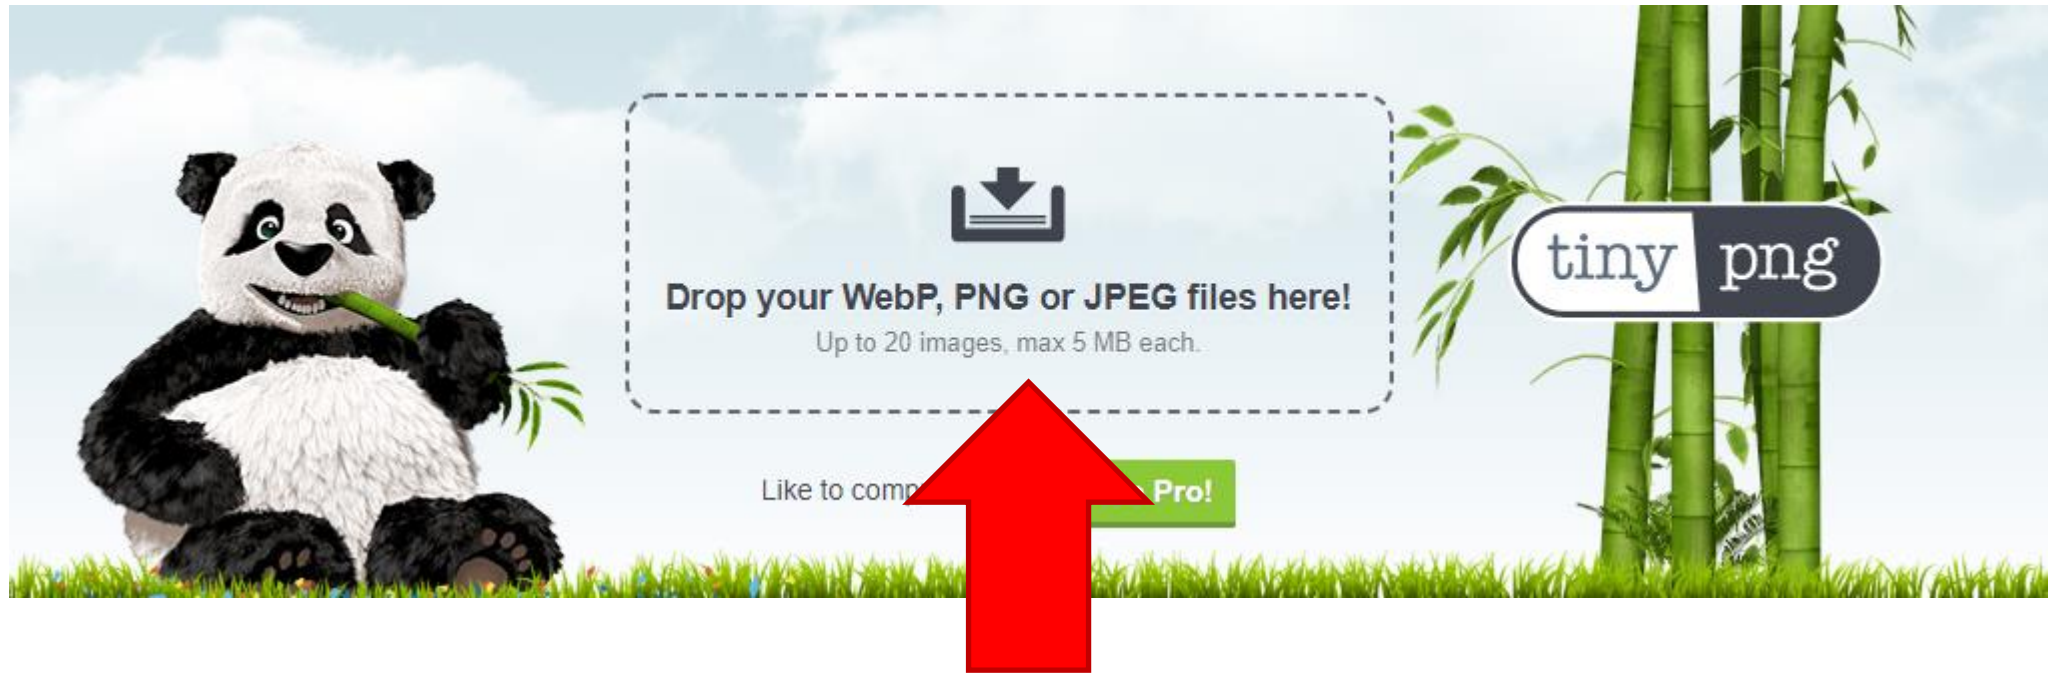 Drop your WebP, PNG or JPEG files here!
Up to 20 images, max 5 MB each.
tiny png
Like to Pro!